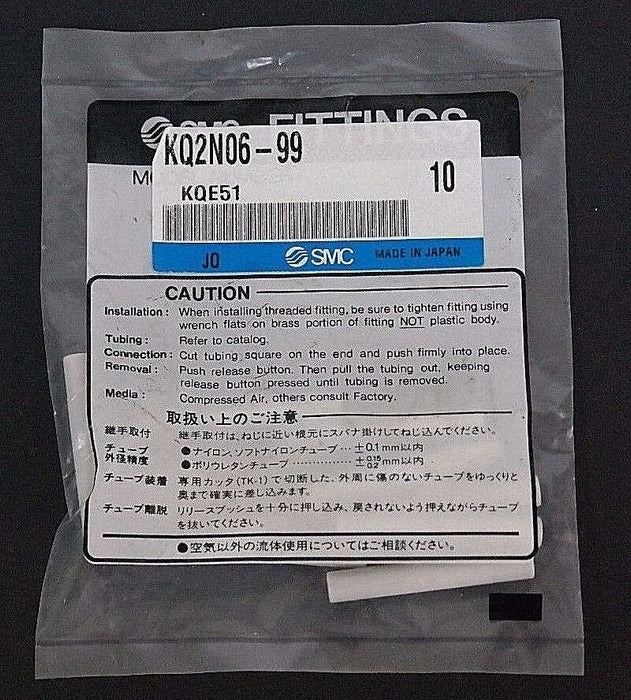 SMC FITTINGS
KQ2N06-99
10
KQE51
JO SMC MADE IN JAPAN
CAUTION
Installation : When installing threaded fitting, be sure to tighten fitting using
wrench flats on brass portion of fitting NOT plastic body.
Tubing : Refer to catalog.
Connection : Cut tubing square on the end and push firmly into place.
Removal : Push release button. Then pull the tubing out, keeping
release button pressed until tubing is removed.
Media : Compressed Air, others consult Factory.
取扱い上のご注意
継手取付 継手取付は、ねじに近い根元にスパナ掛けしてねじ込んでください。
チューブ
外径精度
●ナイロン、ソフトナイロンチューブ … ±0.1mm以内
●ポリウレタンチューブ …………… ± 0.15 0.2 mm以内
チューブ装着 専用カッタ(TK-1)で切断した、外周に傷のないチューブをゆっくりと
奥まで確実に差し込みます。
チューブ離脱 リリースプッシュを十分に押し込み、戻されないよう押えながらチューブ
を抜いてください。
●空気以外の流体使用についてはご相談ください。